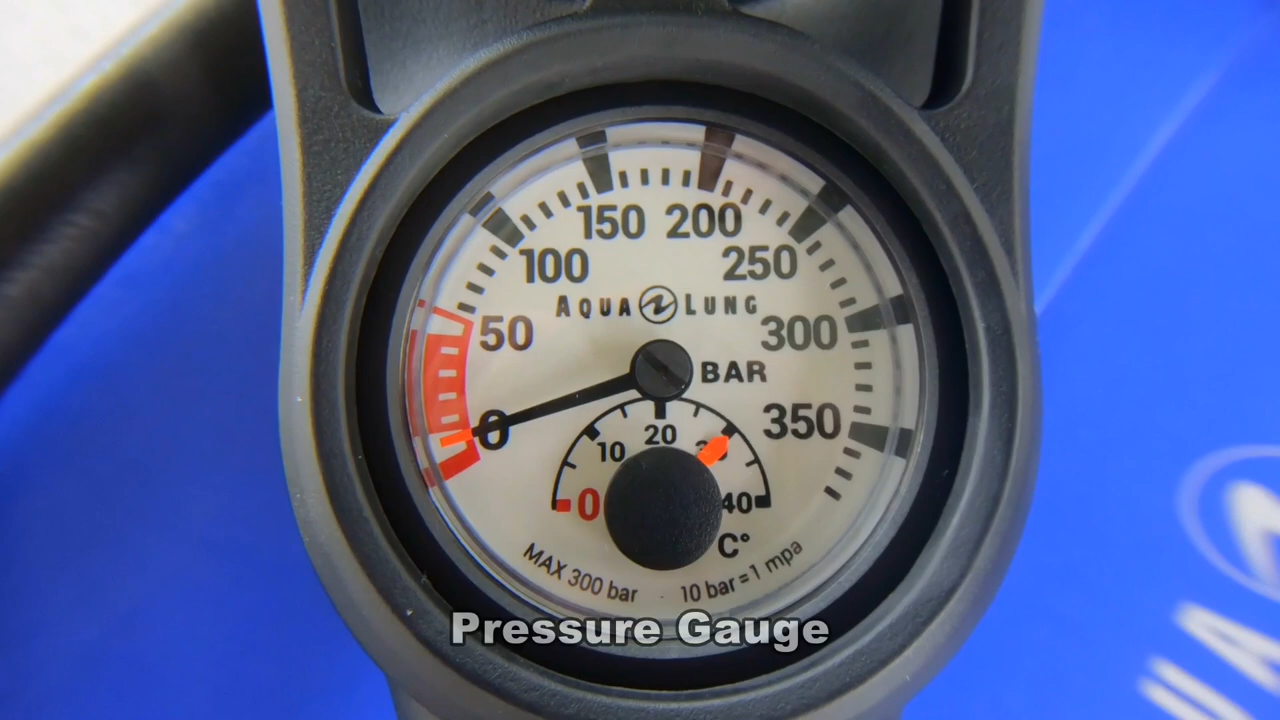 150 200
100 250
AQUA LUNG
50 300
BAR
0 350
20
10
0 40
C°
MAX 300 bar · 10 bar = 1 mpa
Pressure Gauge